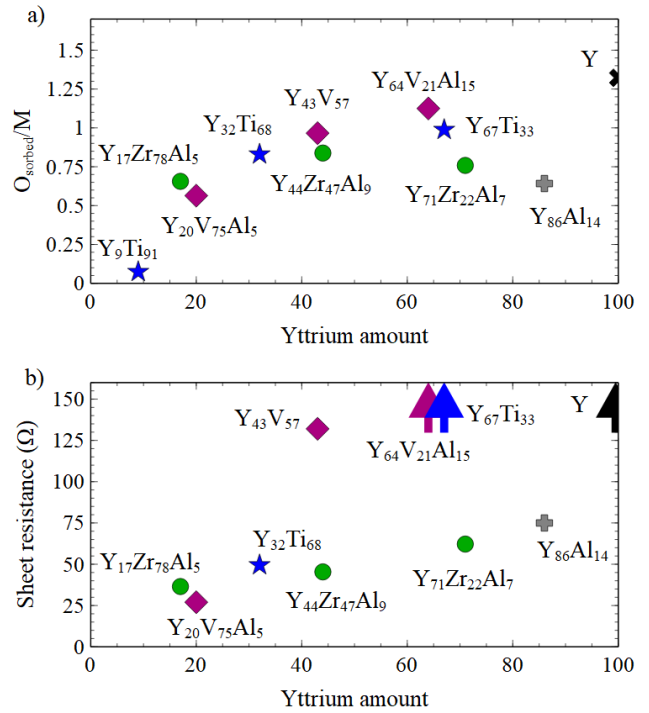 a)
1.5
1.25
1
0.75
0.5
0.25
0
O_sorbed/M
Y
Y₆₄V₂₁Al₁₅
Y₄₃V₅₇
Y₃₂Ti₆₈
Y₆₇Ti₃₃
Y₁₇Zr₇₈Al₅
Y₄₄Zr₄₇Al₉
Y₇₁Zr₂₂Al₇
Y₈₆Al₁₄
Y₂₀V₇₅Al₅
Y₉Ti₉₁
0 20 40 60 80 100
Yttrium amount
b)
150
125
100
75
50
25
0
Sheet resistance (Ω)
Y₄₃V₅₇
Y₆₇Ti₃₃
Y
Y₆₄V₂₁Al₁₅
Y₃₂Ti₆₈
Y₈₆Al₁₄
Y₁₇Zr₇₈Al₅
Y₇₁Zr₂₂Al₇
Y₄₄Zr₄₇Al₉
Y₂₀V₇₅Al₅
0 20 40 60 80 100
Yttrium amount